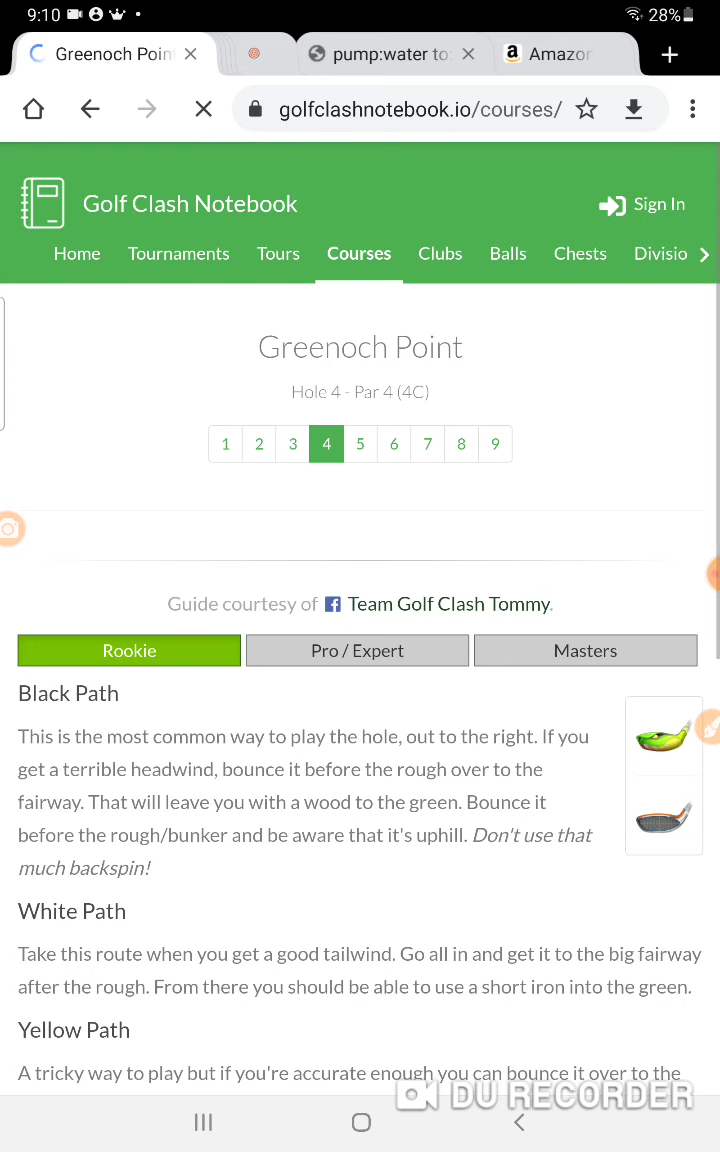 9:10
28%
Greenoch Poin
pump:water to
Amazor
golfclashnotebook.io/courses/
Golf Clash Notebook
Sign In
Home Tournaments Tours Courses Clubs Balls Chests Divisio
Greenoch Point
Hole 4 - Par 4 (4C)
1 2 3 4 5 6 7 8 9
Guide courtesy of Team Golf Clash Tommy.
Rookie Pro / Expert Masters
Black Path
This is the most common way to play the hole, out to the right. If you
get a terrible headwind, bounce it before the rough over to the
fairway. That will leave you with a wood to the green. Bounce it
before the rough/bunker and be aware that it's uphill. Don't use that
much backspin!
White Path
Take this route when you get a good tailwind. Go all in and get it to the big fairway
after the rough. From there you should be able to use a short iron into the green.
Yellow Path
A tricky way to play but if you're accurate enough you can bounce it over to the
DU RECORDER